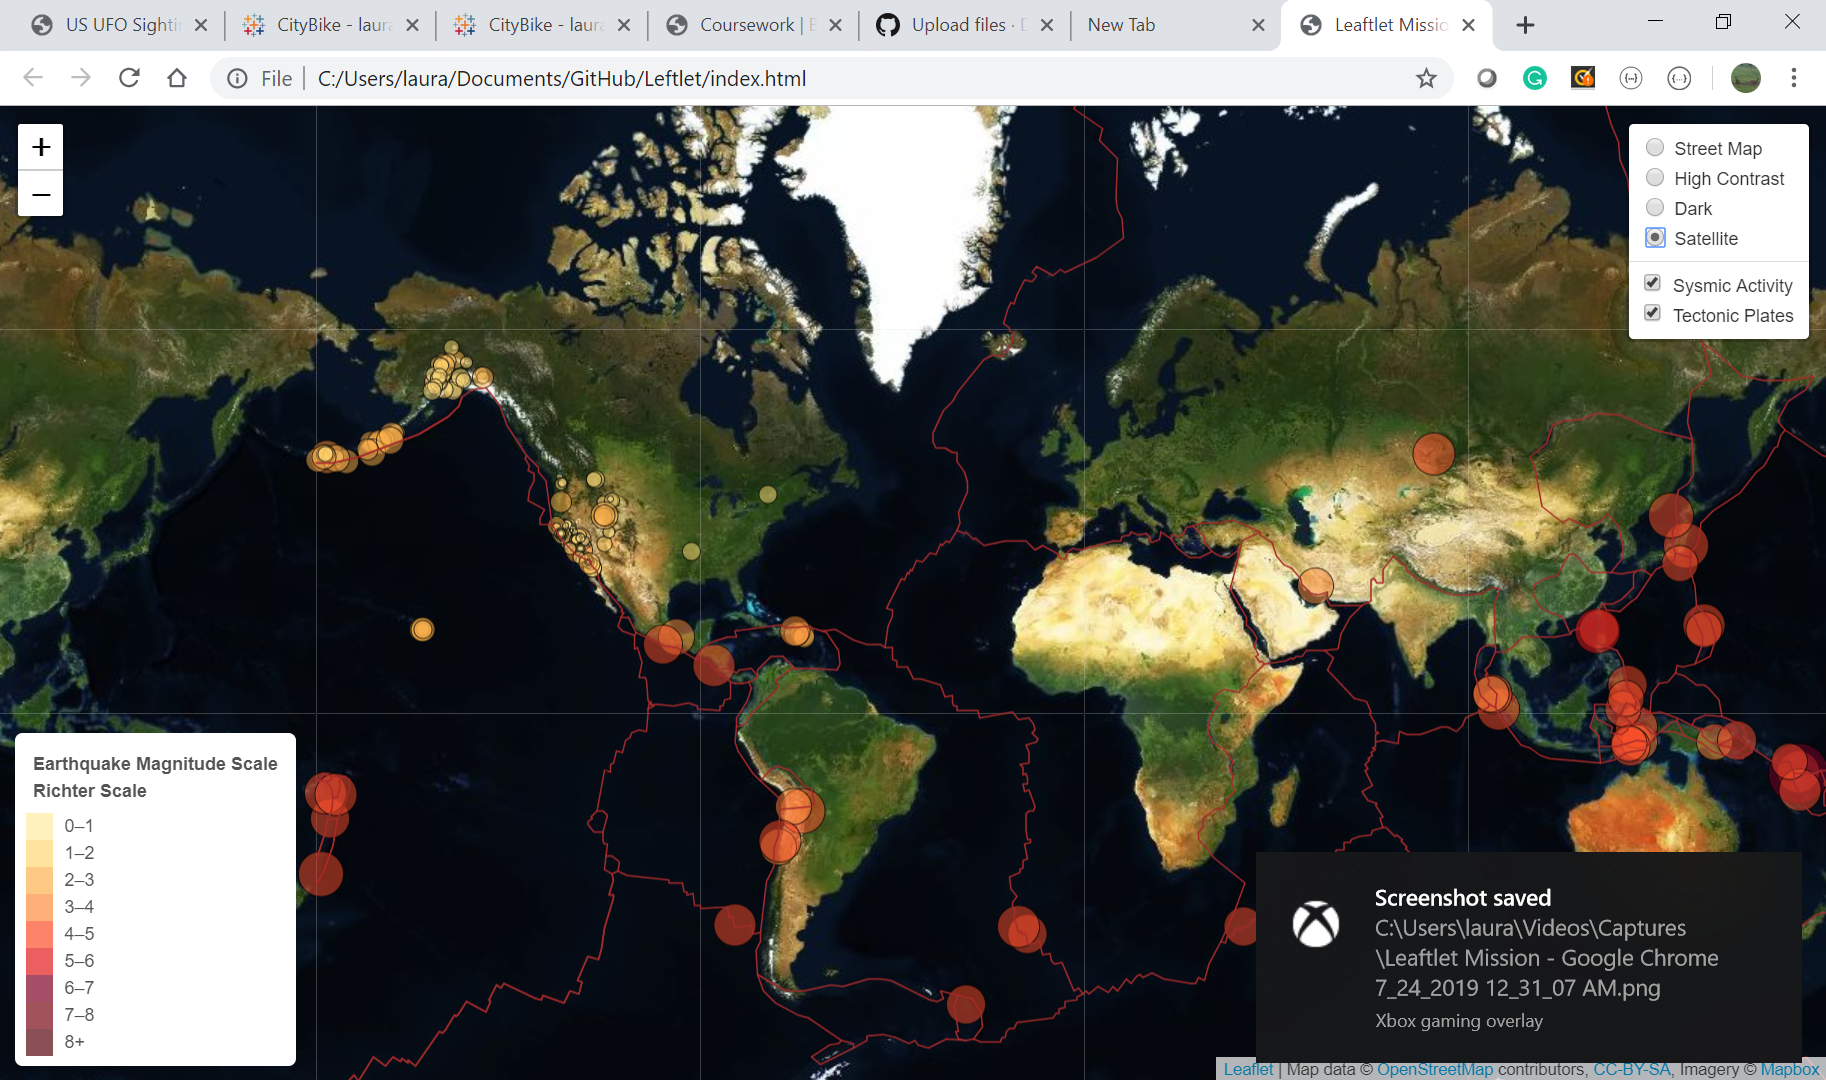 US UFO Sighti
CityBike - laura
CityBike - laura
Coursework | B
Upload files · D
New Tab
Leaftlet Missio
File
C:/Users/laura/Documents/GitHub/Leftlet/index.html
+
−
Street Map
High Contrast
Dark
Satellite
Sysmic Activity
Tectonic Plates
Earthquake Magnitude Scale
Richter Scale
0–1
1–2
2–3
3–4
4–5
5–6
6–7
7–8
8+
Screenshot saved
C:\Users\laura\Videos\Captures
\Leaftlet Mission - Google Chrome
7_24_2019 12_31_07 AM.png
Xbox gaming overlay
Leaflet | Map data © OpenStreetMap contributors, CC-BY-SA, Imagery © Mapbox